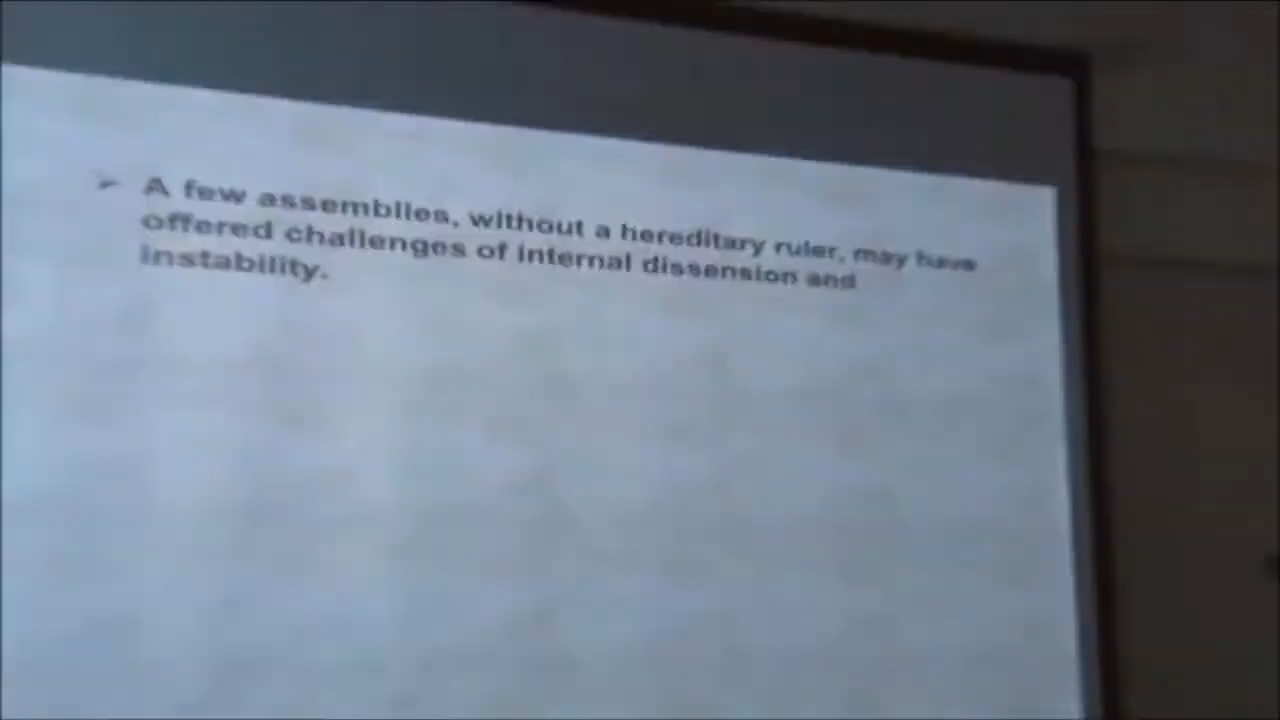 ➢ A few assemblies, without a hereditary ruler, may have
offered challenges of internal dissension and
instability.